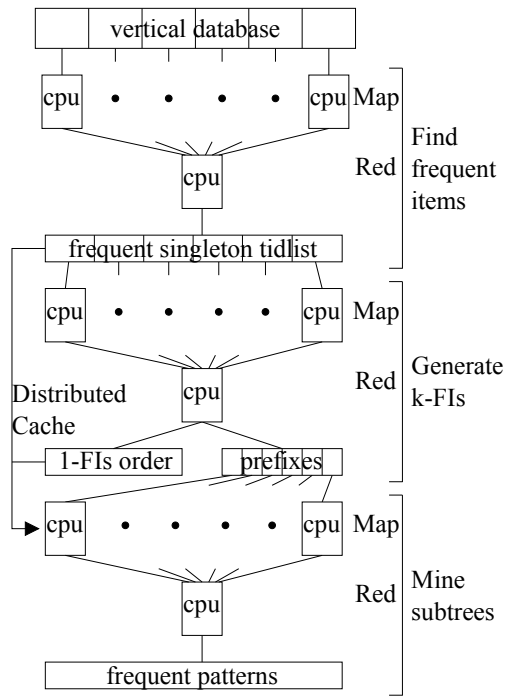 vertical database
cpu
cpu
Map
cpu
Red
Find
frequent
items
frequent singleton tidlist
cpu
cpu
Map
cpu
Red
Generate
k-FIs
Distributed
Cache
1-FIs order
prefixes
cpu
cpu
Map
cpu
Red
Mine
subtrees
frequent patterns